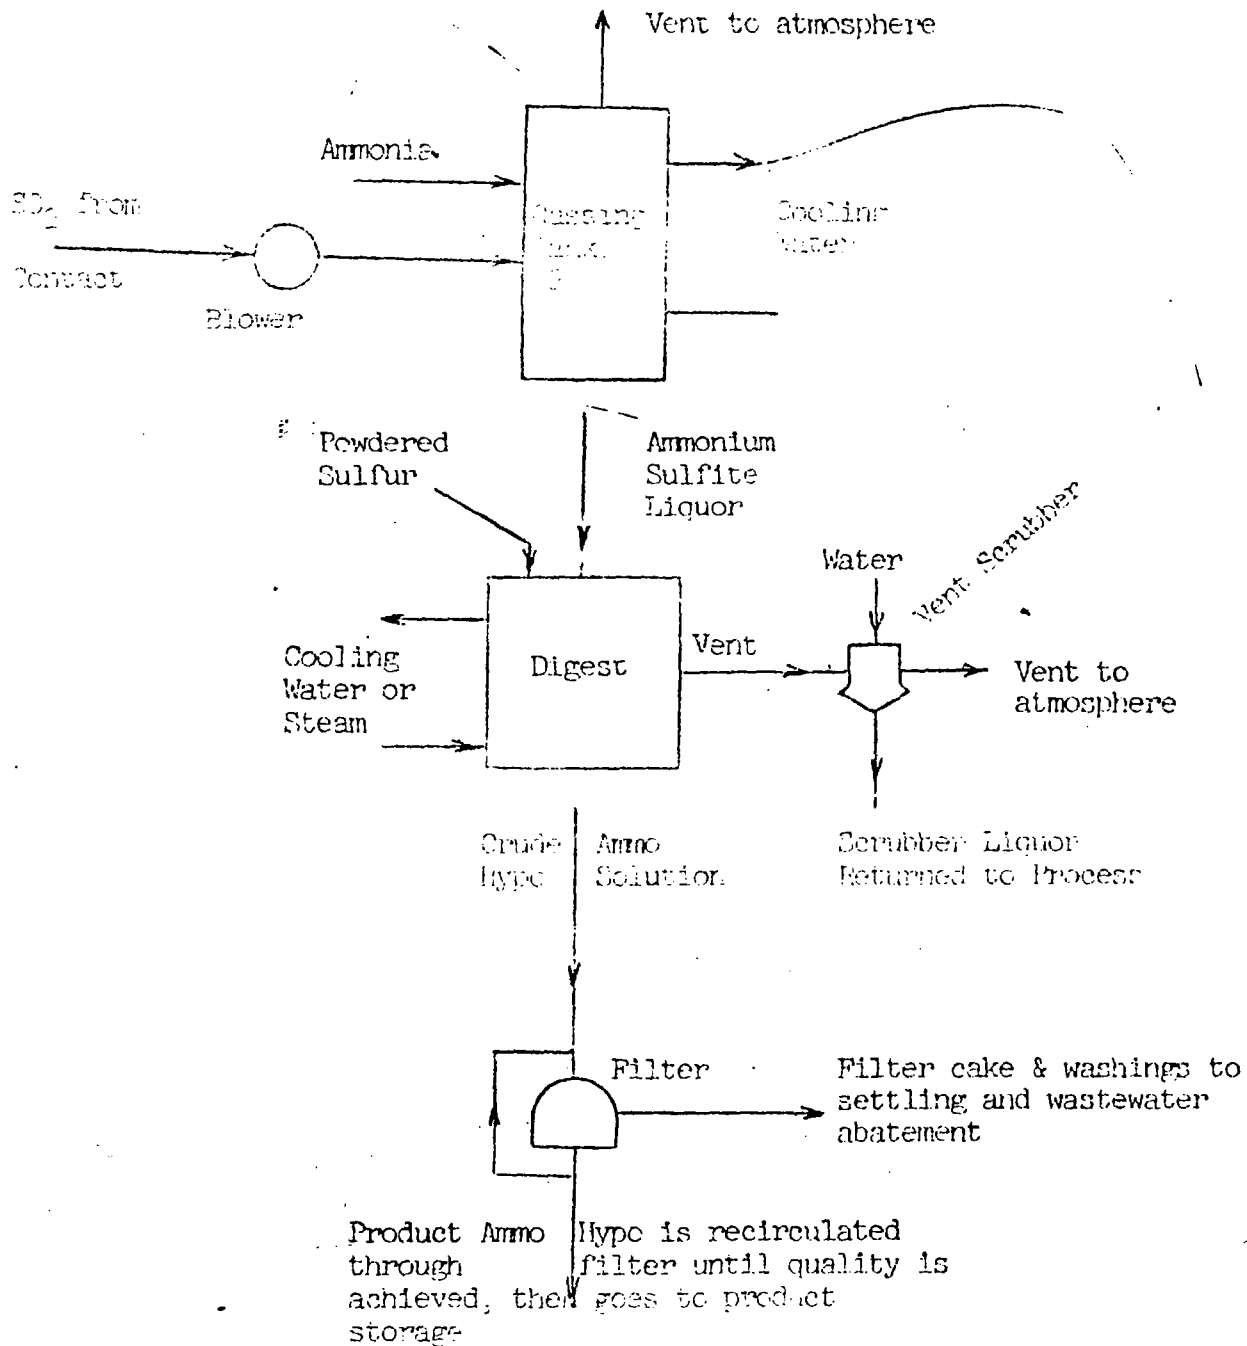 Vent to atmosphere
Ammonia
SO2 from
Contact
Blower
Gassing
Cooling
Water
Powdered
Sulfur
Ammonium
Sulfite
Liquor
Water
Vent Scrubber
Cooling
Water or
Steam
Digest
Vent
Vent to
atmosphere
Crude Ammo
Hypo Solution
Scrubber Liquor
Returned to Process
Filter
Filter cake & washings to
settling and wastewater
abatement
Product Ammo Hypo is recirculated
through filter until quality is
achieved, then goes to product
storage